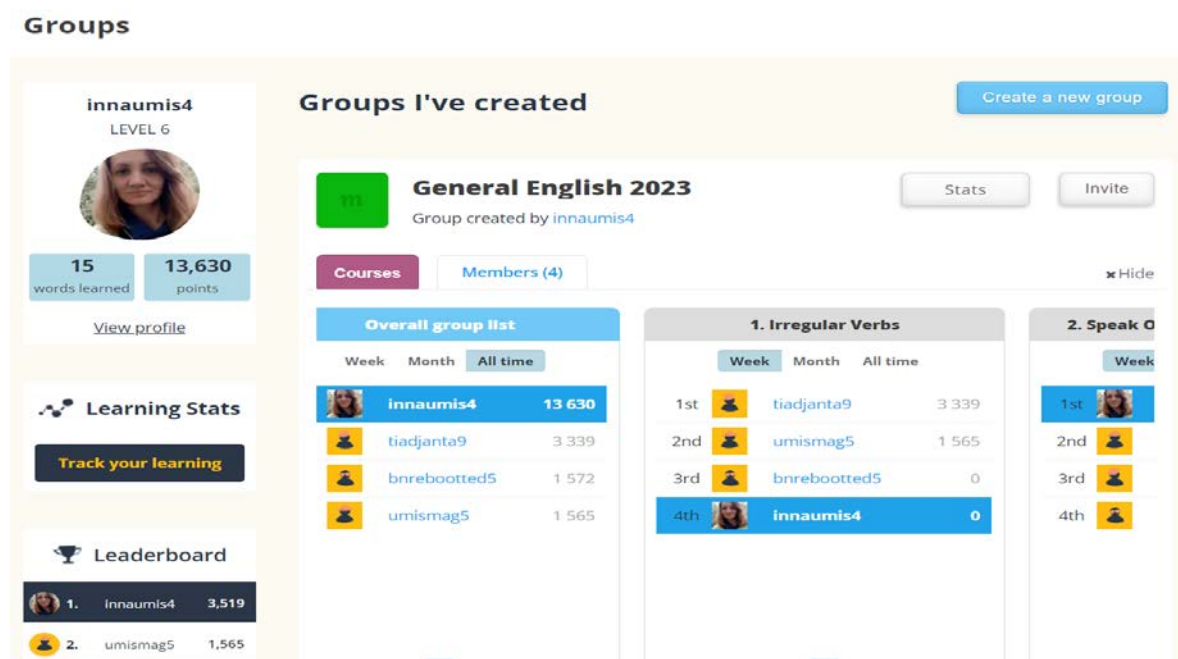 Groups
innaumis4
LEVEL 6
15
words learned
13,630
points
View profile
Learning Stats
Track your learning
Leaderboard
1. innaumis4 3,519
2. umismag5 1,565
Groups I've created
Create a new group
m
General English 2023
Group created by innaumis4
Stats
Invite
Courses
Members (4)
×Hide
Overall group list
Week Month All time
innaumis4 13 630
tiadjanta9 3 339
bnrebootted5 1 572
umismag5 1 565
1. Irregular Verbs
Week Month All time
1st tiadjanta9 3 339
2nd umismag5 1 565
3rd bnrebootted5 0
4th innaumis4 0
2. Speak O
Week
1st
2nd
3rd
4th